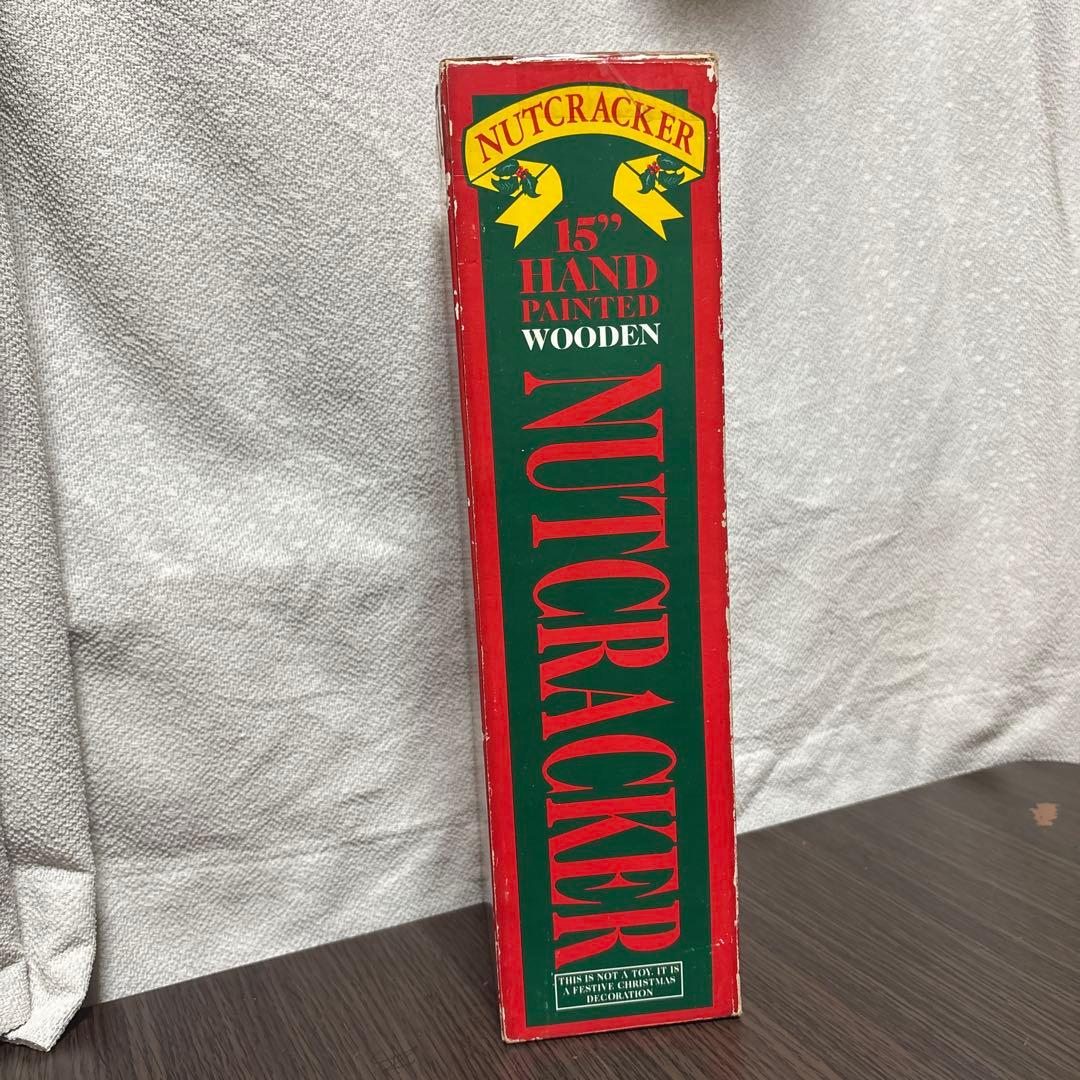 NUTCRACKER
15”
HAND
PAINTED
WOODEN
NUTCRACKER
THIS IS NOT A TOY. IT IS
A FESTIVE CHRISTMAS
DECORATION